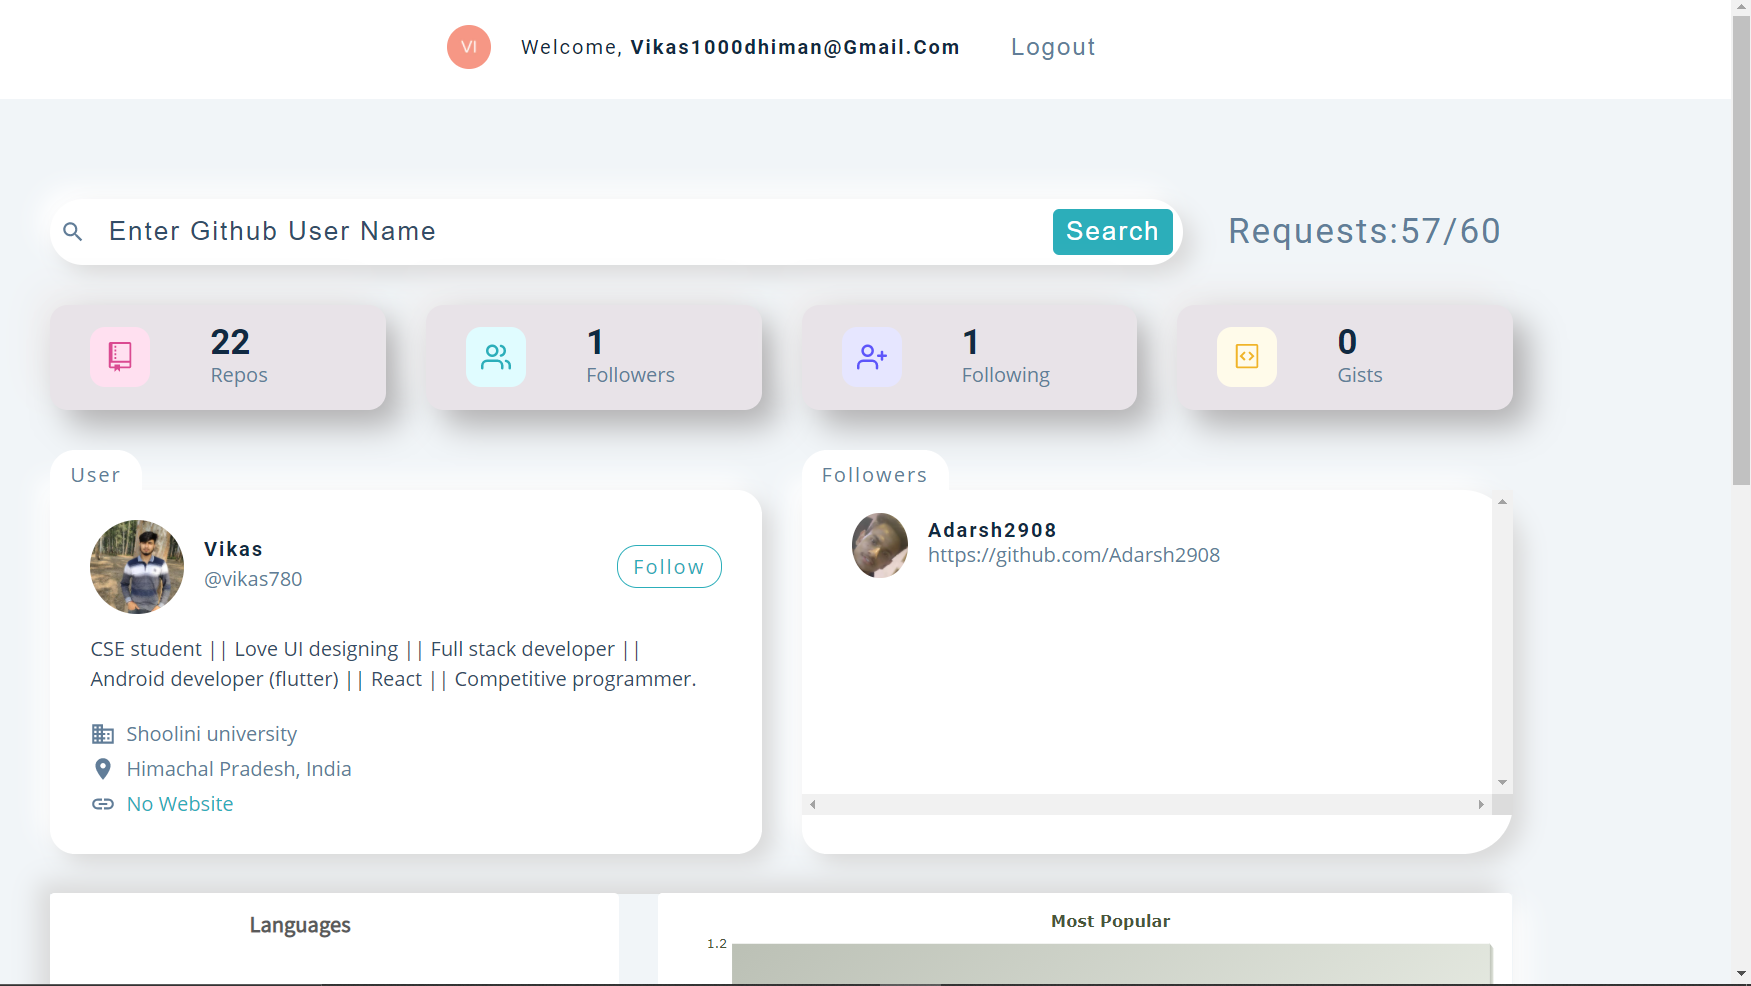 VI
Welcome, Vikas1000dhiman@Gmail.Com
Logout
Enter Github User Name
Search
Requests:57/60
22
Repos
1
Followers
1
Following
0
Gists
User
Vikas
@vikas780
Follow
CSE student || Love UI designing || Full stack developer ||
Android developer (flutter) || React || Competitive programmer.
Shoolini university
Himachal Pradesh, India
No Website
Followers
Adarsh2908
https://github.com/Adarsh2908
Languages
Most Popular
1.2